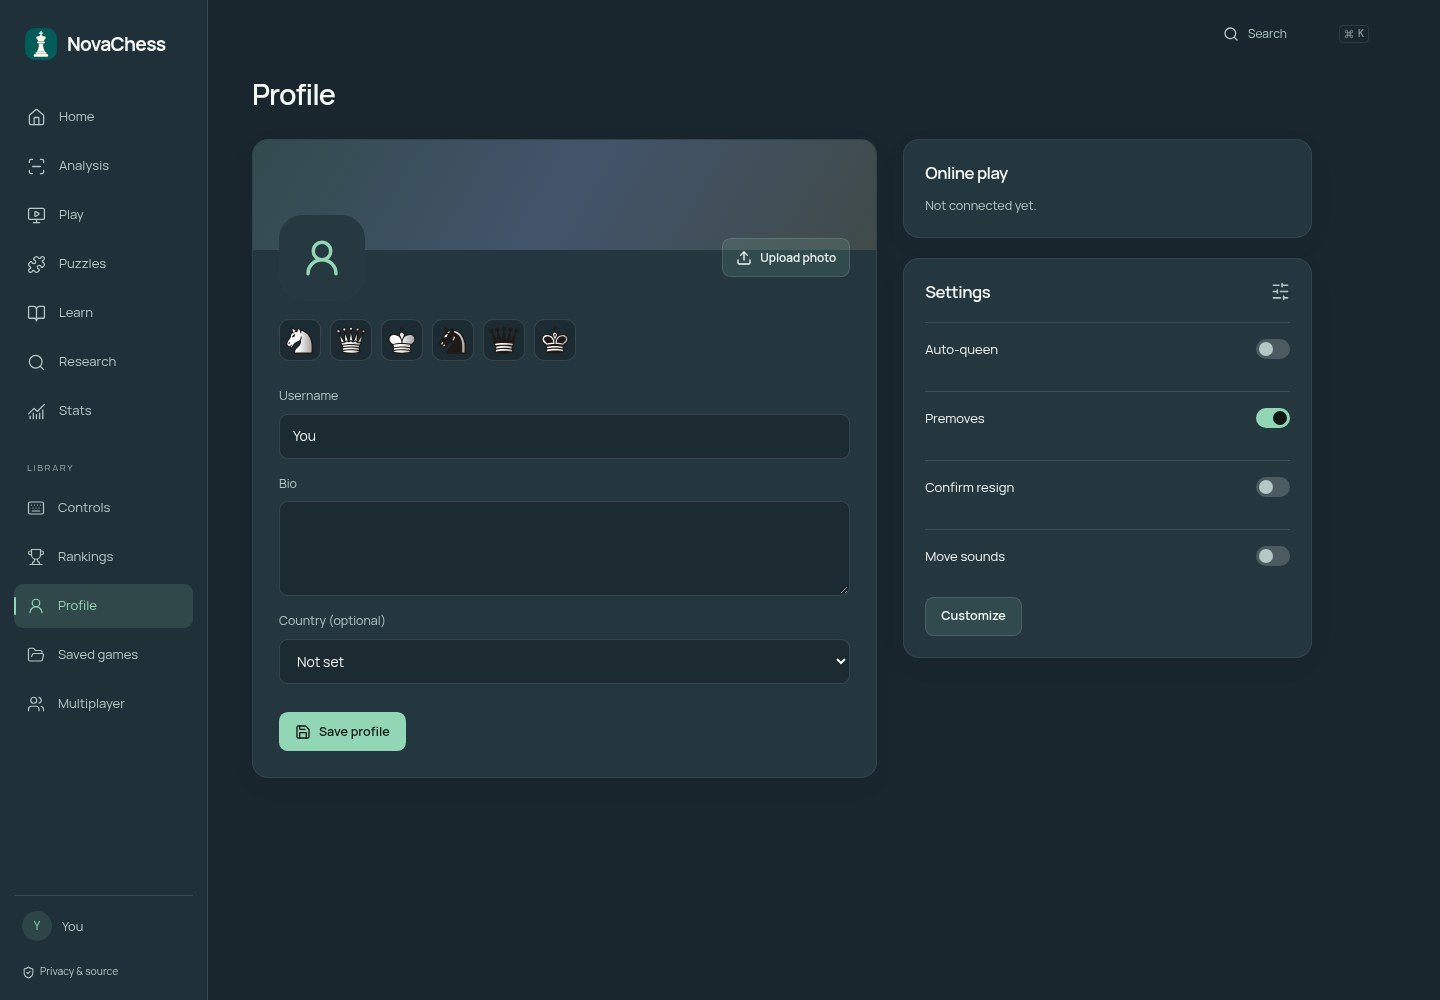 NovaChess
Search
⌘ K
Home
Analysis
Play
Puzzles
Learn
Research
Stats
LIBRARY
Controls
Rankings
Profile
Saved games
Multiplayer
Y
You
Privacy & source
Profile
Upload photo
Username
You
Bio
Country (optional)
Not set
Save profile
Online play
Not connected yet.
Settings
Auto-queen
Premoves
Confirm resign
Move sounds
Customize